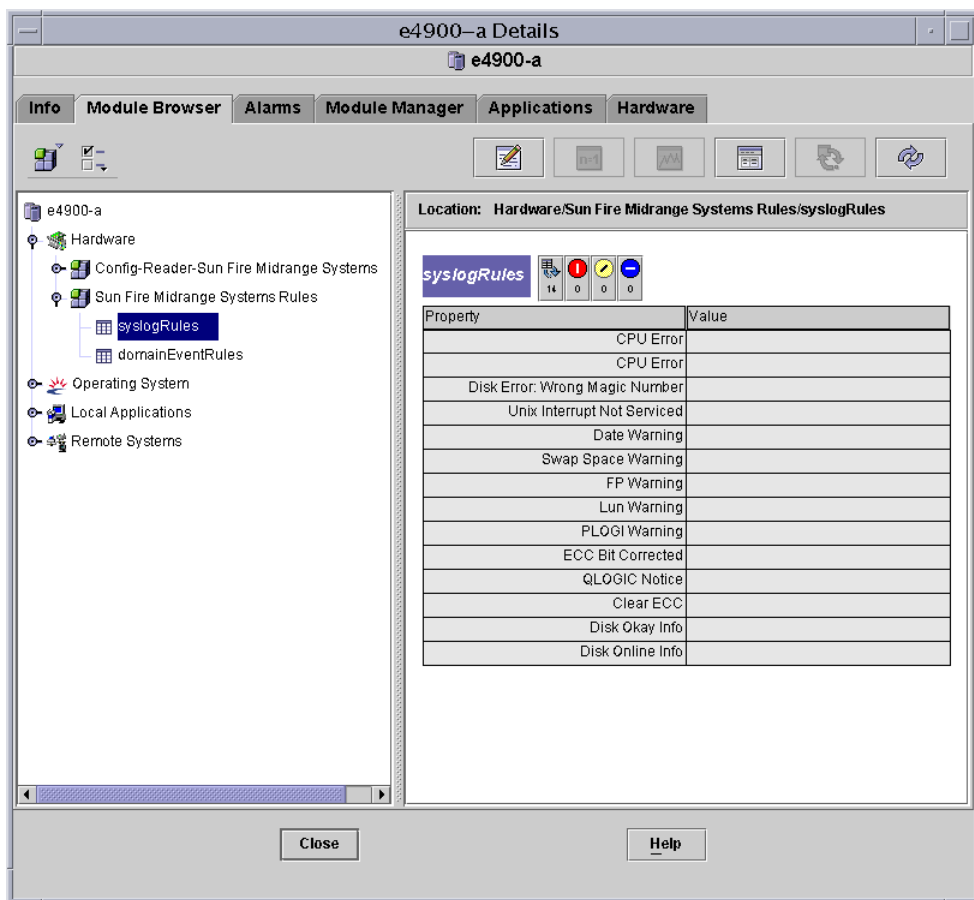 e4900–a Details
e4900-a
Info Module Browser Alarms Module Manager Applications Hardware
n=1
e4900-a
Hardware
Config-Reader-Sun Fire Midrange Systems
Sun Fire Midrange Systems Rules
syslogRules
domainEventRules
Operating System
Local Applications
Remote Systems
Location: Hardware/Sun Fire Midrange Systems Rules/syslogRules
syslogRules
14 0 0 0
Property Value
CPU Error
CPU Error
Disk Error: Wrong Magic Number
Unix Interrupt Not Serviced
Date Warning
Swap Space Warning
FP Warning
Lun Warning
PLOGI Warning
ECC Bit Corrected
QLOGIC Notice
Clear ECC
Disk Okay Info
Disk Online Info
Close Help